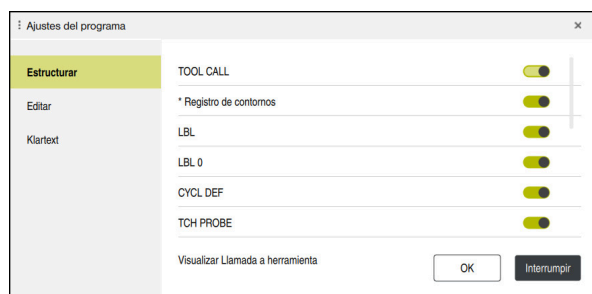 Ajustes del programa
Estructurar
Editar
Klartext
TOOL CALL
* Registro de contornos
LBL
LBL 0
CYCL DEF
TCH PROBE
Visualizar Llamada a herramienta
OK
Interrumpir